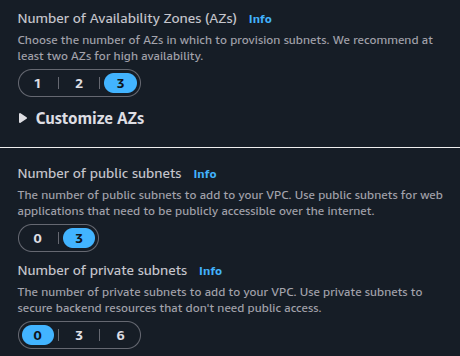 Number of Availability Zones (AZs) Info
Choose the number of AZs in which to provision subnets. We recommend at
least two AZs for high availability.
1 2 3
Customize AZs
Number of public subnets Info
The number of public subnets to add to your VPC. Use public subnets for web
applications that need to be publicly accessible over the internet.
0 3
Number of private subnets Info
The number of private subnets to add to your VPC. Use private subnets to
secure backend resources that don't need public access.
0 3 6